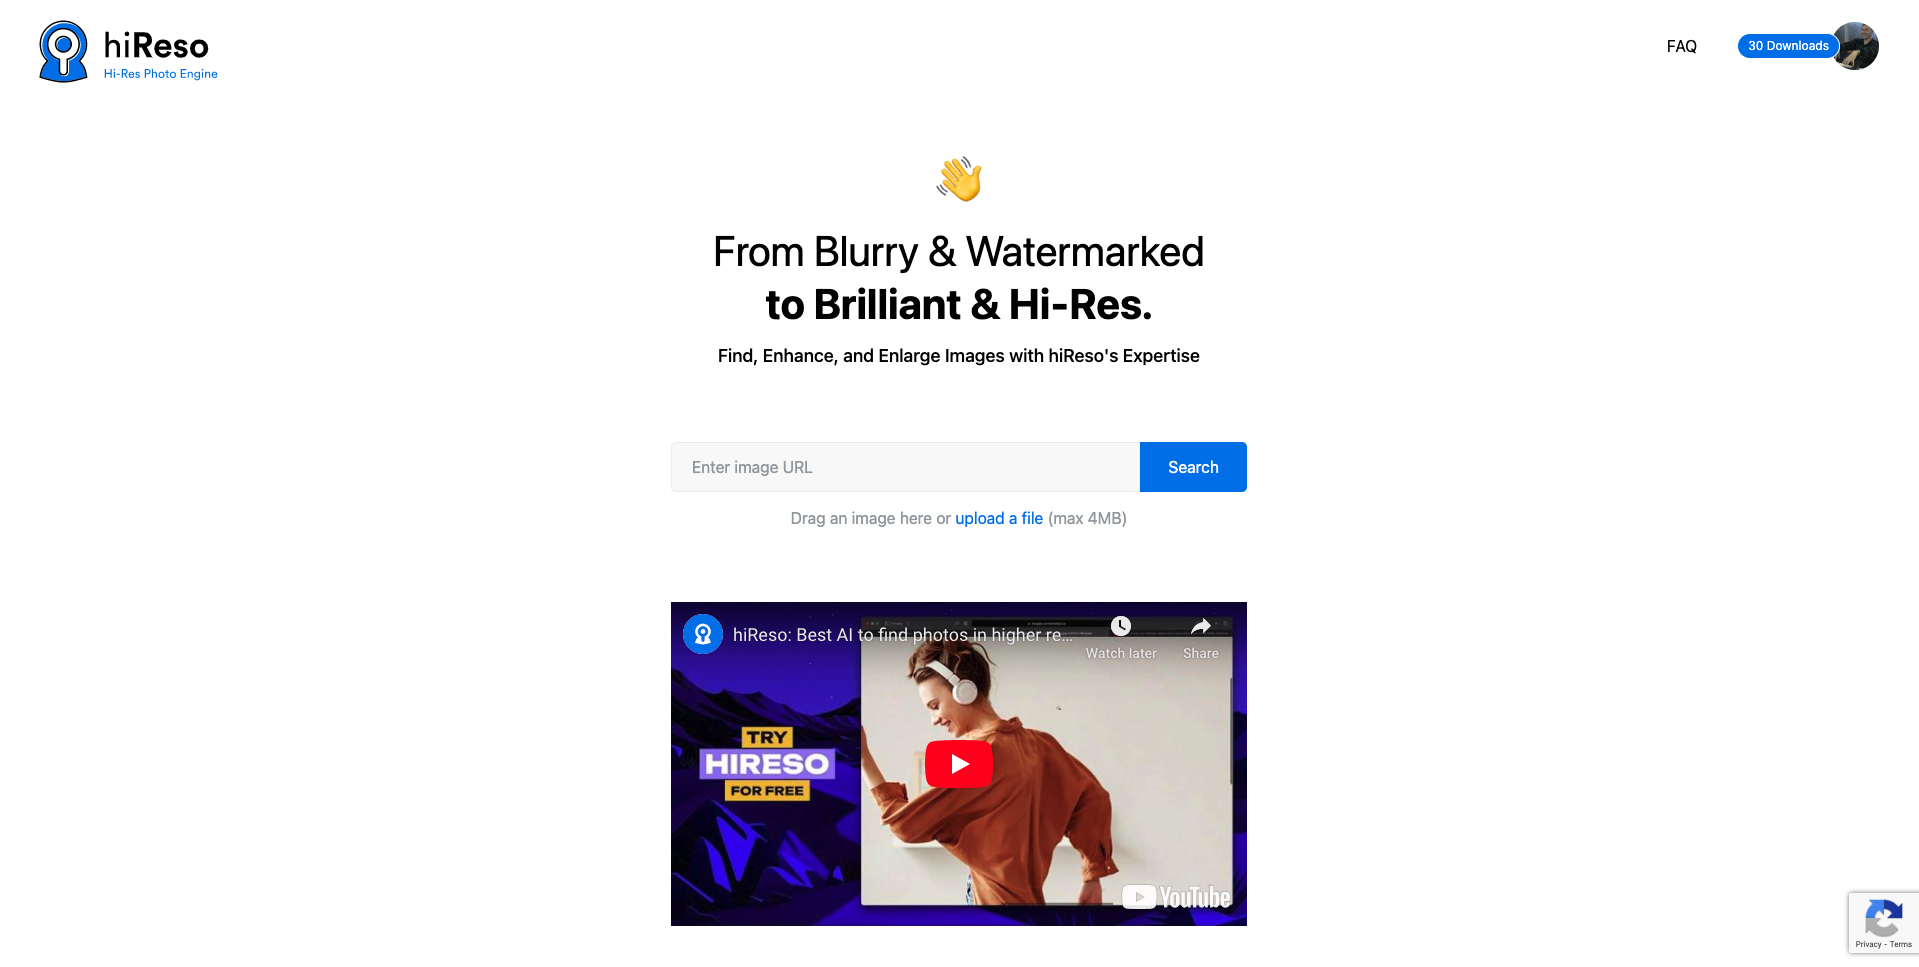 hiReso
Hi-Res Photo Engine
FAQ
30 Downloads
From Blurry & Watermarked
to Brilliant & Hi-Res.
Find, Enhance, and Enlarge Images with hiReso's Expertise
Enter image URL
Search
Drag an image here or upload a file (max 4MB)
hiReso: Best AI to find photos in higher re...
Watch later
Share
TRY
HIRESO
FOR FREE
YouTube
Privacy - Terms